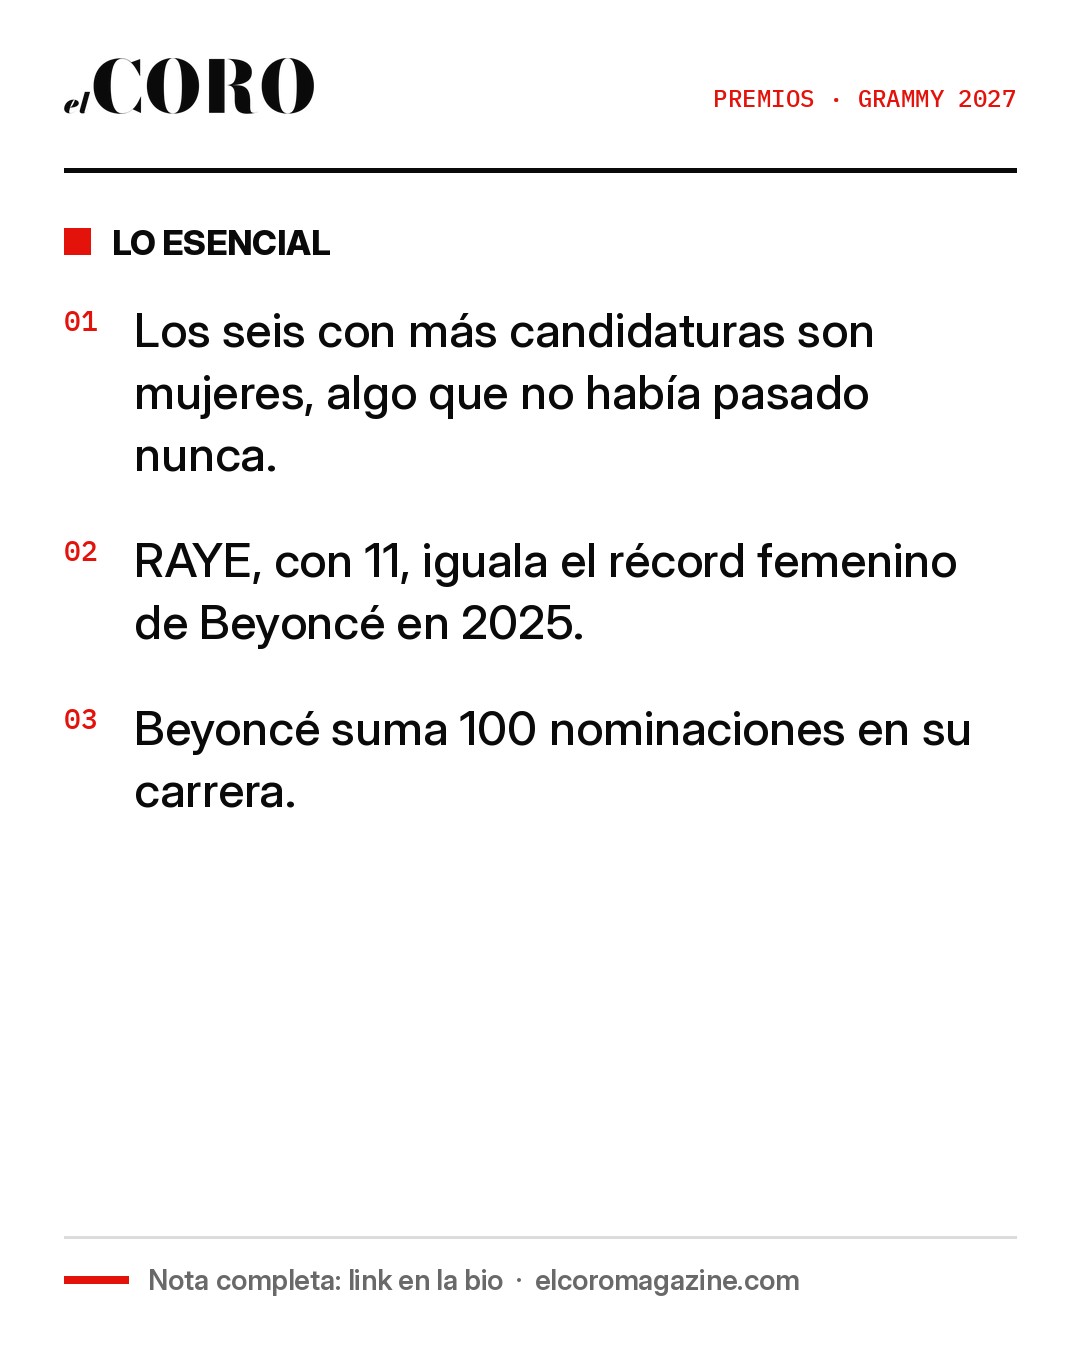 el CORO
PREMIOS · GRAMMY 2027
LO ESENCIAL
01 Los seis con más candidaturas son
mujeres, algo que no había pasado
nunca.
02 RAYE, con 11, iguala el récord femenino
de Beyoncé en 2025.
03 Beyoncé suma 100 nominaciones en su
carrera.
Nota completa: link en la bio · elcoromagazine.com